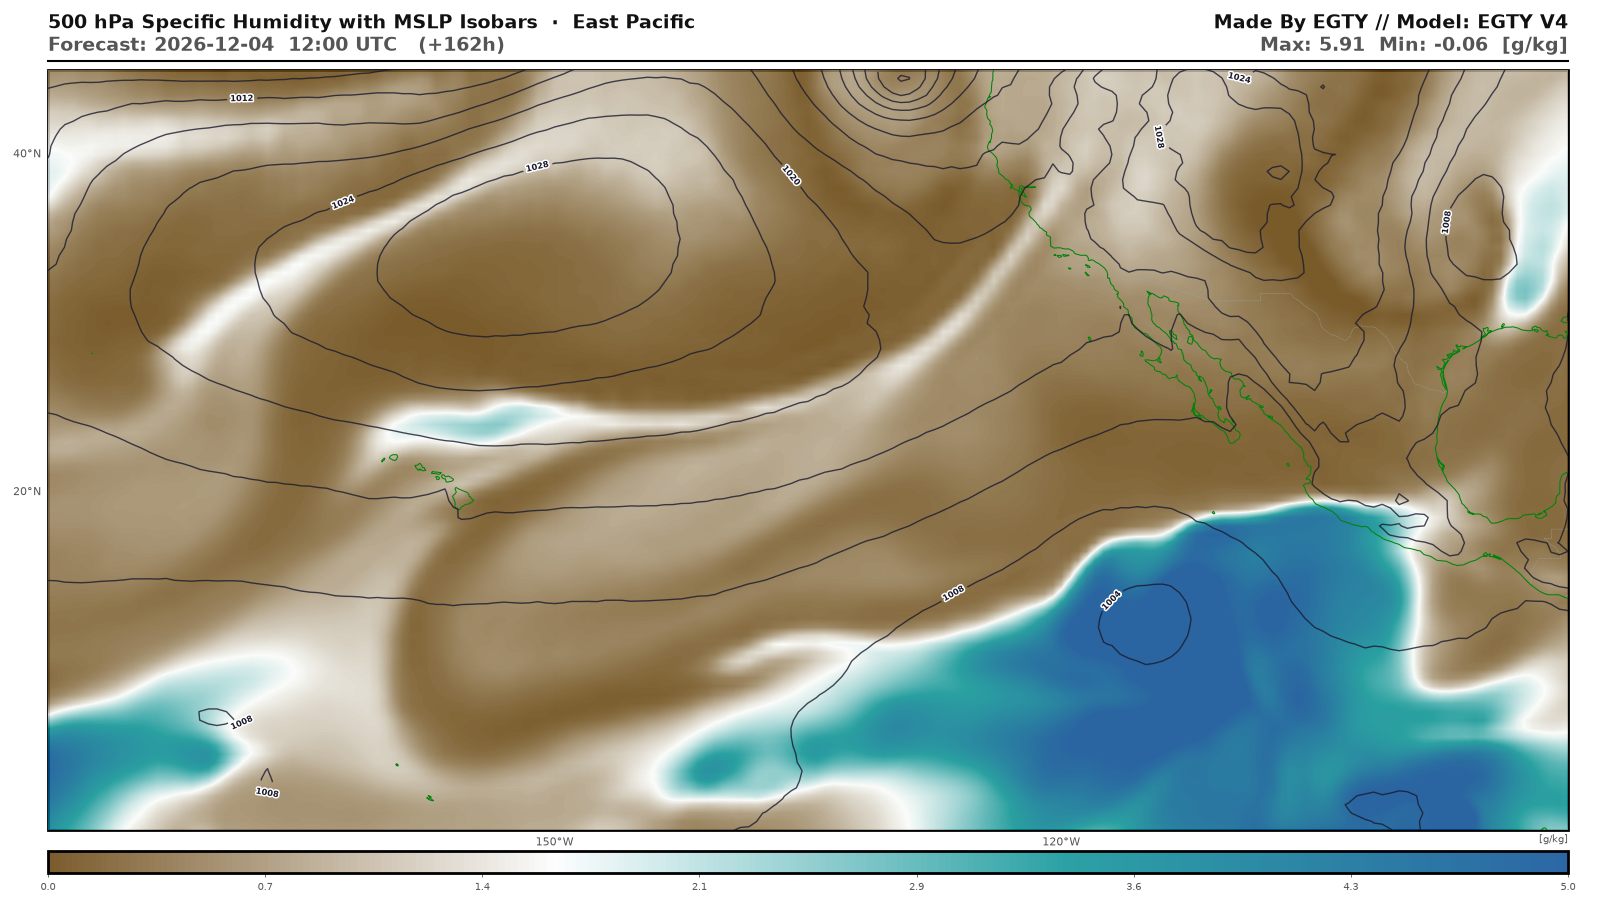 500 hPa Specific Humidity with MSLP Isobars · East Pacific
Made By EGTY // Model: EGTY V4
Forecast: 2026-12-04 12:00 UTC (+162h)
Max: 5.91 Min: -0.06 [g/kg]
1024
1012
1028
40°N
1028
1020
1024
1008
20°N
1008
1004
1008
1008
150°W
120°W
[g/kg]
0.0
0.7
1.4
2.1
2.9
3.6
4.3
5.0